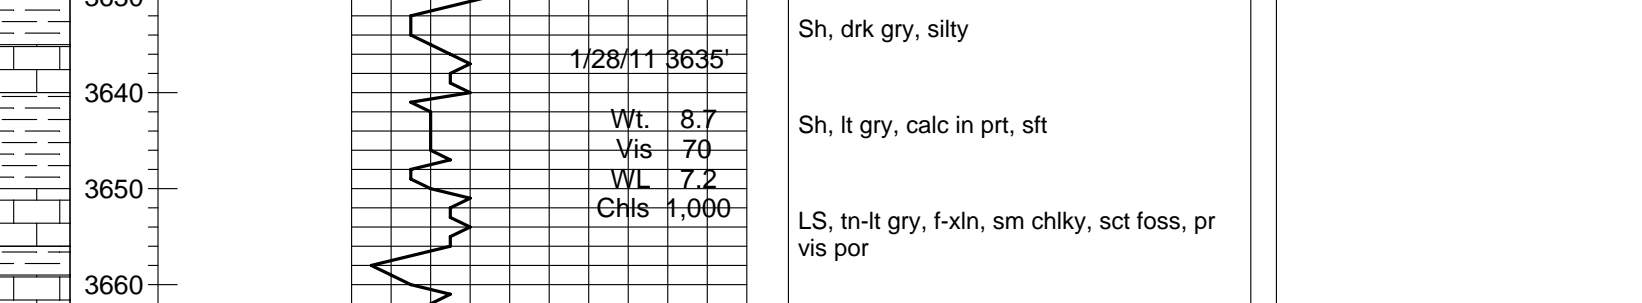 3630
Sh, drk gry, silty
1/28/11 3635'
3640
Wt. 8.7
Sh, lt gry, calc in prt, sft
Vis 70
WL 7.2
3650
Chls 1,000
LS, tn-lt gry, f-xln, sm chlky, sct foss, pr
vis por
3660